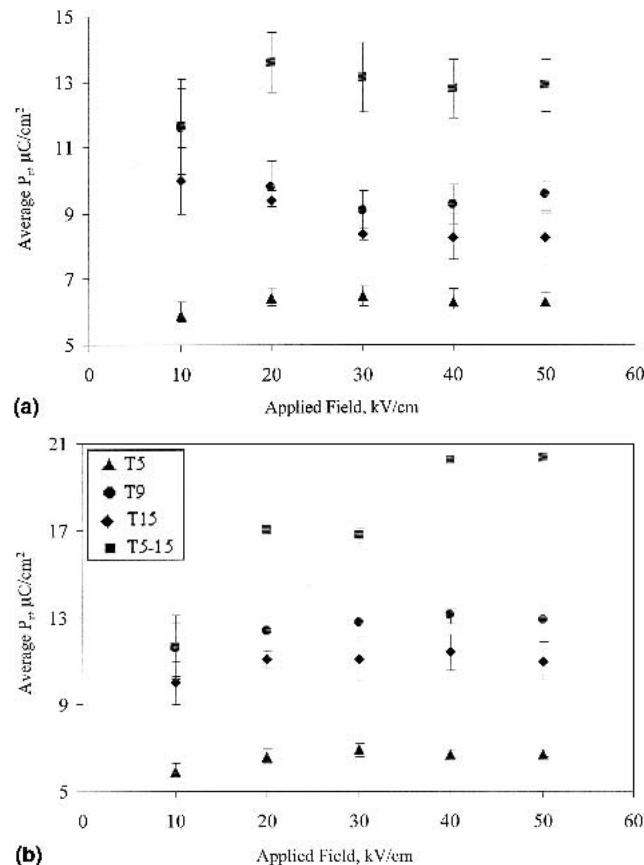 15
13
11
9
7
5
Average Pr, µC/cm²
0 10 20 30 40 50 60
(a)
Applied Field, kV/cm
21
17
13
9
5
Average Pr, µC/cm²
T5
T9
T15
T5-15
0 10 20 30 40 50 60
(b)
Applied Field, kV/cm